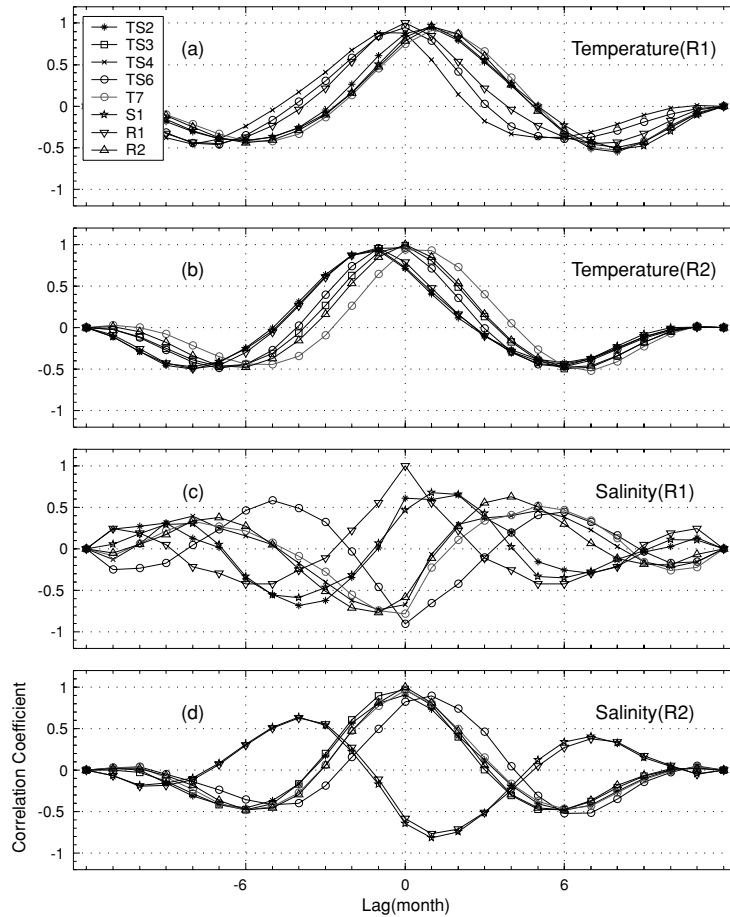 (a)
Temperature(R1)
TS2
TS3
TS4
TS6
T7
S1
R1
R2
1
0.5
0
-0.5
-1
(b)
Temperature(R2)
1
0.5
0
-0.5
-1
(c)
Salinity(R1)
1
0.5
0
-0.5
-1
(d)
Salinity(R2)
1
0.5
0
-0.5
-1
Correlation Coefficient
-6
0
6
Lag(month)